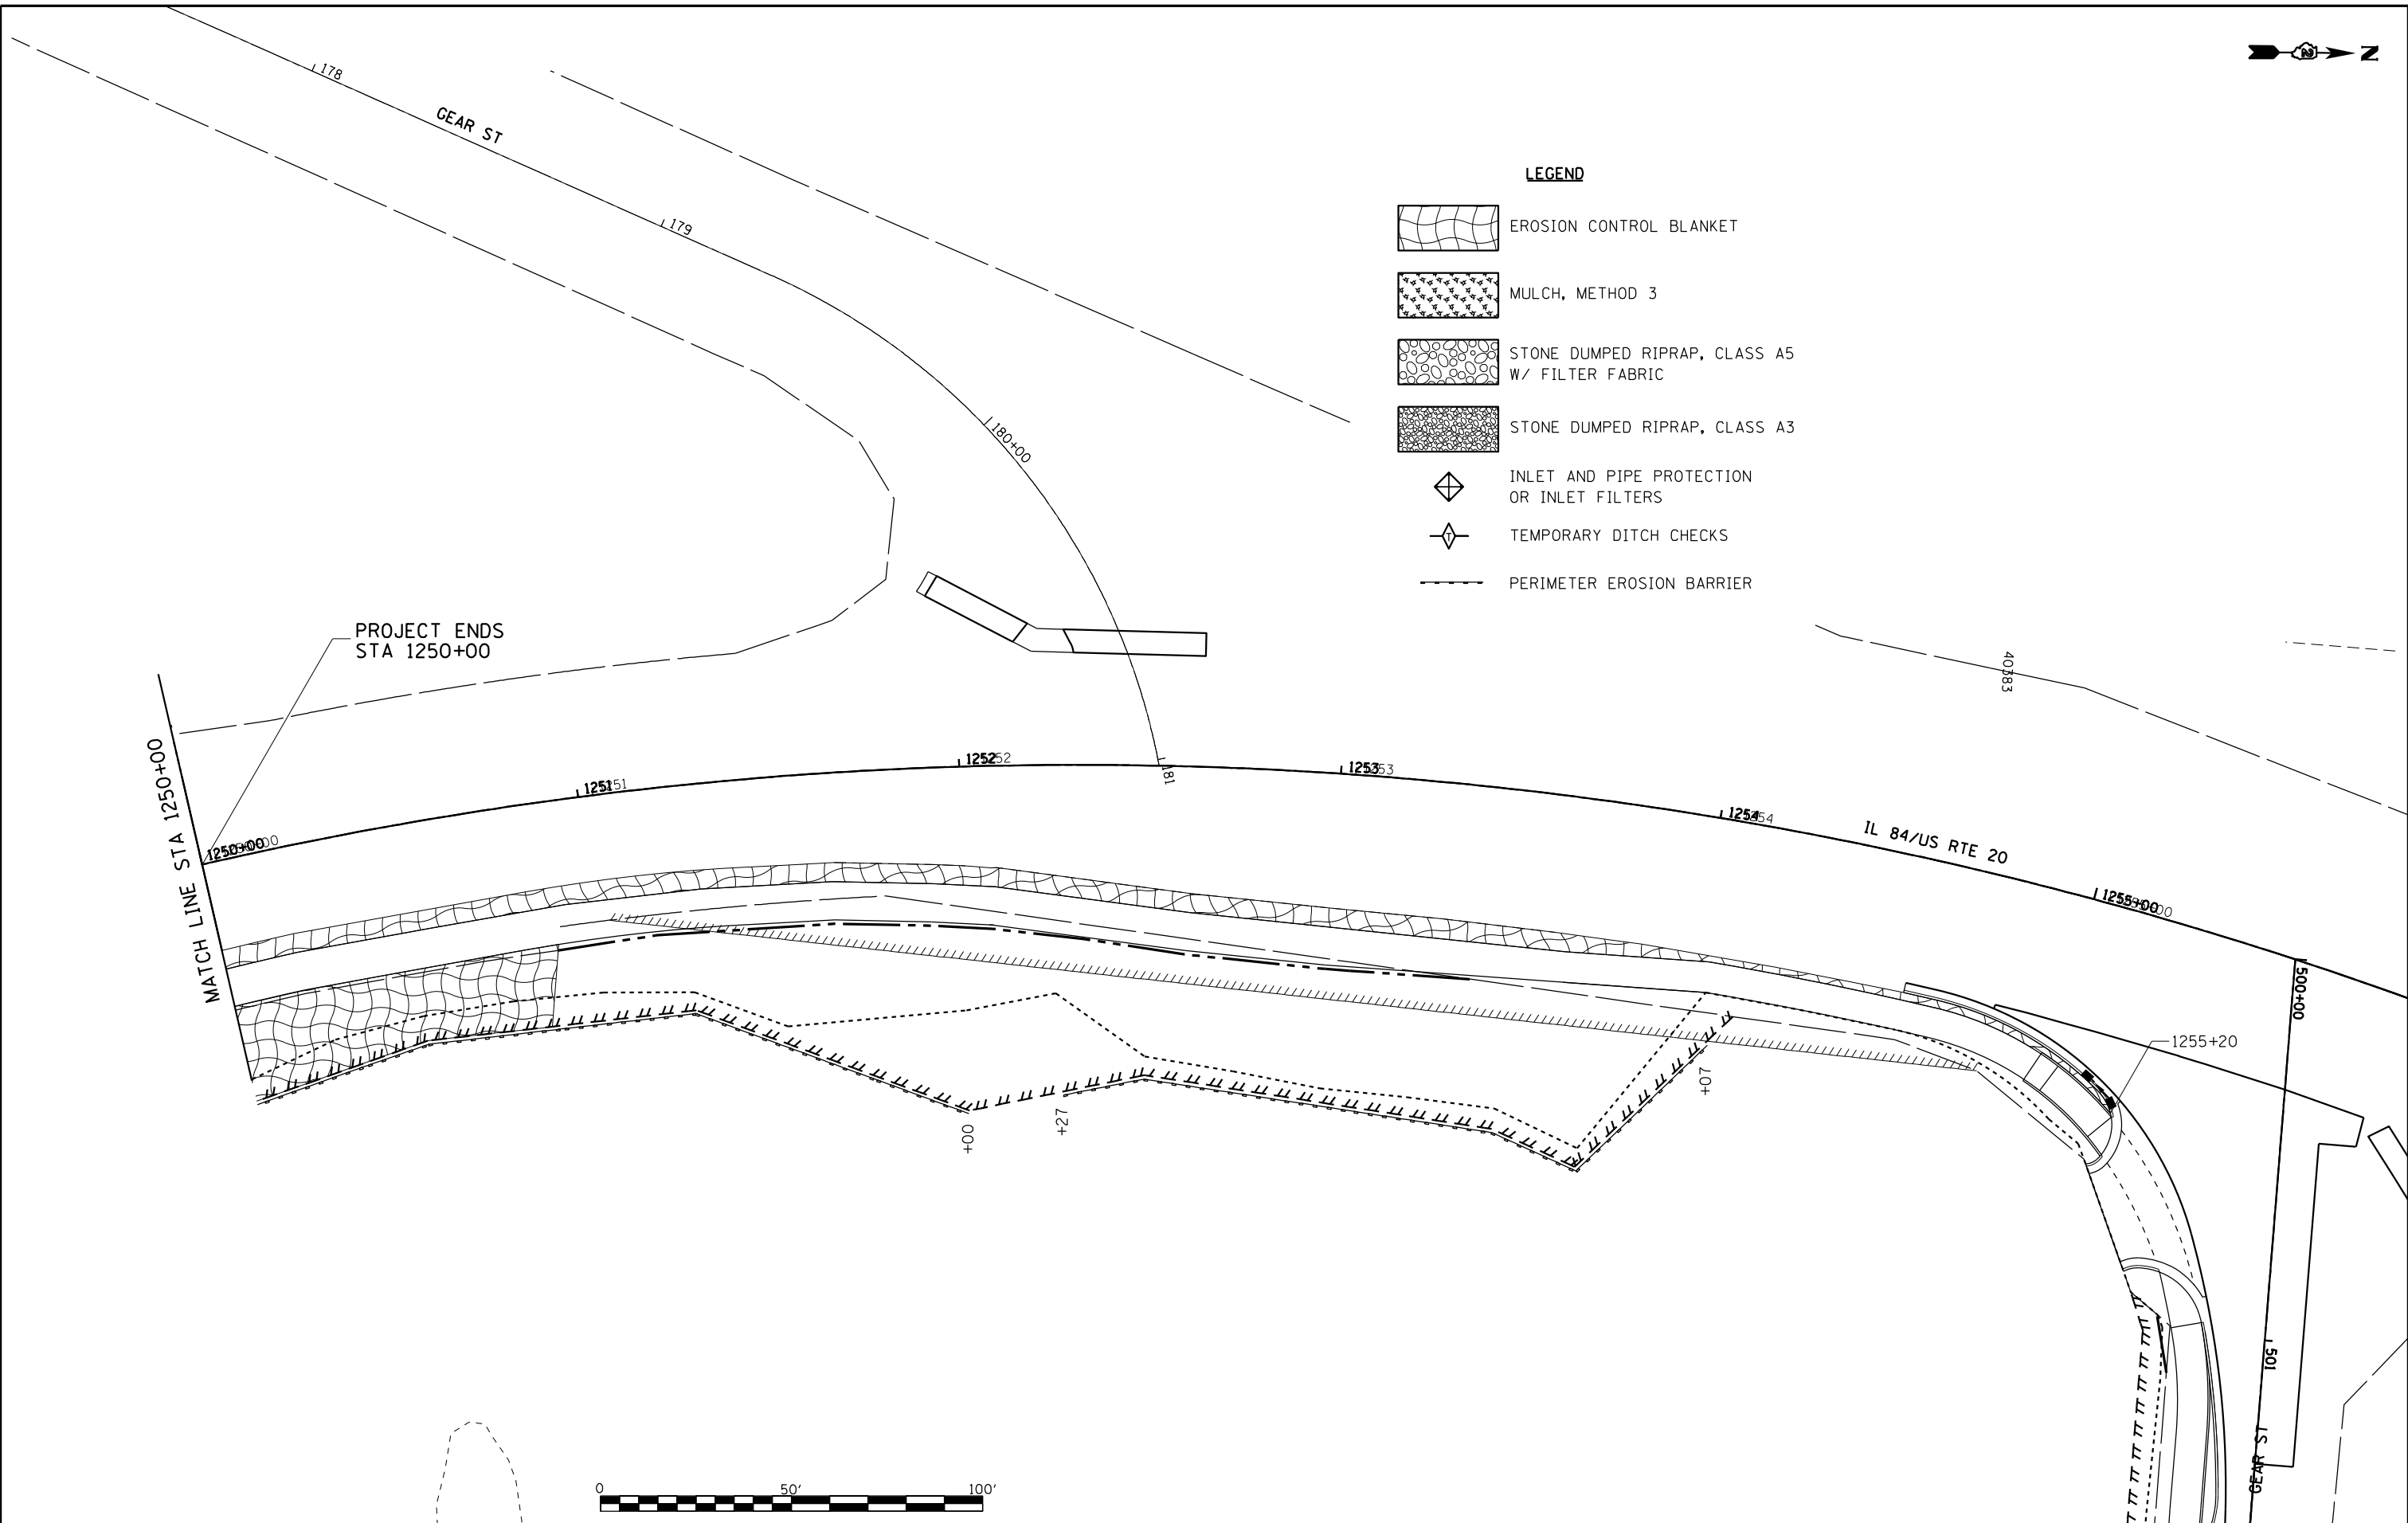 178
GEAR ST
179
180+00
N
LEGEND
EROSION CONTROL BLANKET
MULCH, METHOD 3
STONE DUMPED RIPRAP, CLASS A5
W/ FILTER FABRIC
STONE DUMPED RIPRAP, CLASS A3
INLET AND PIPE PROTECTION
OR INLET FILTERS
T
TEMPORARY DITCH CHECKS
PERIMETER EROSION BARRIER
PROJECT ENDS
STA 1250+00
40383
MATCH LINE STA 1250+00
1250+00
1251
1252
181
1253
1254
IL 84/US RTE 20
1255+00
500+00
1255+20
+00
+27
+07
501
GEAR ST
0
50'
100'